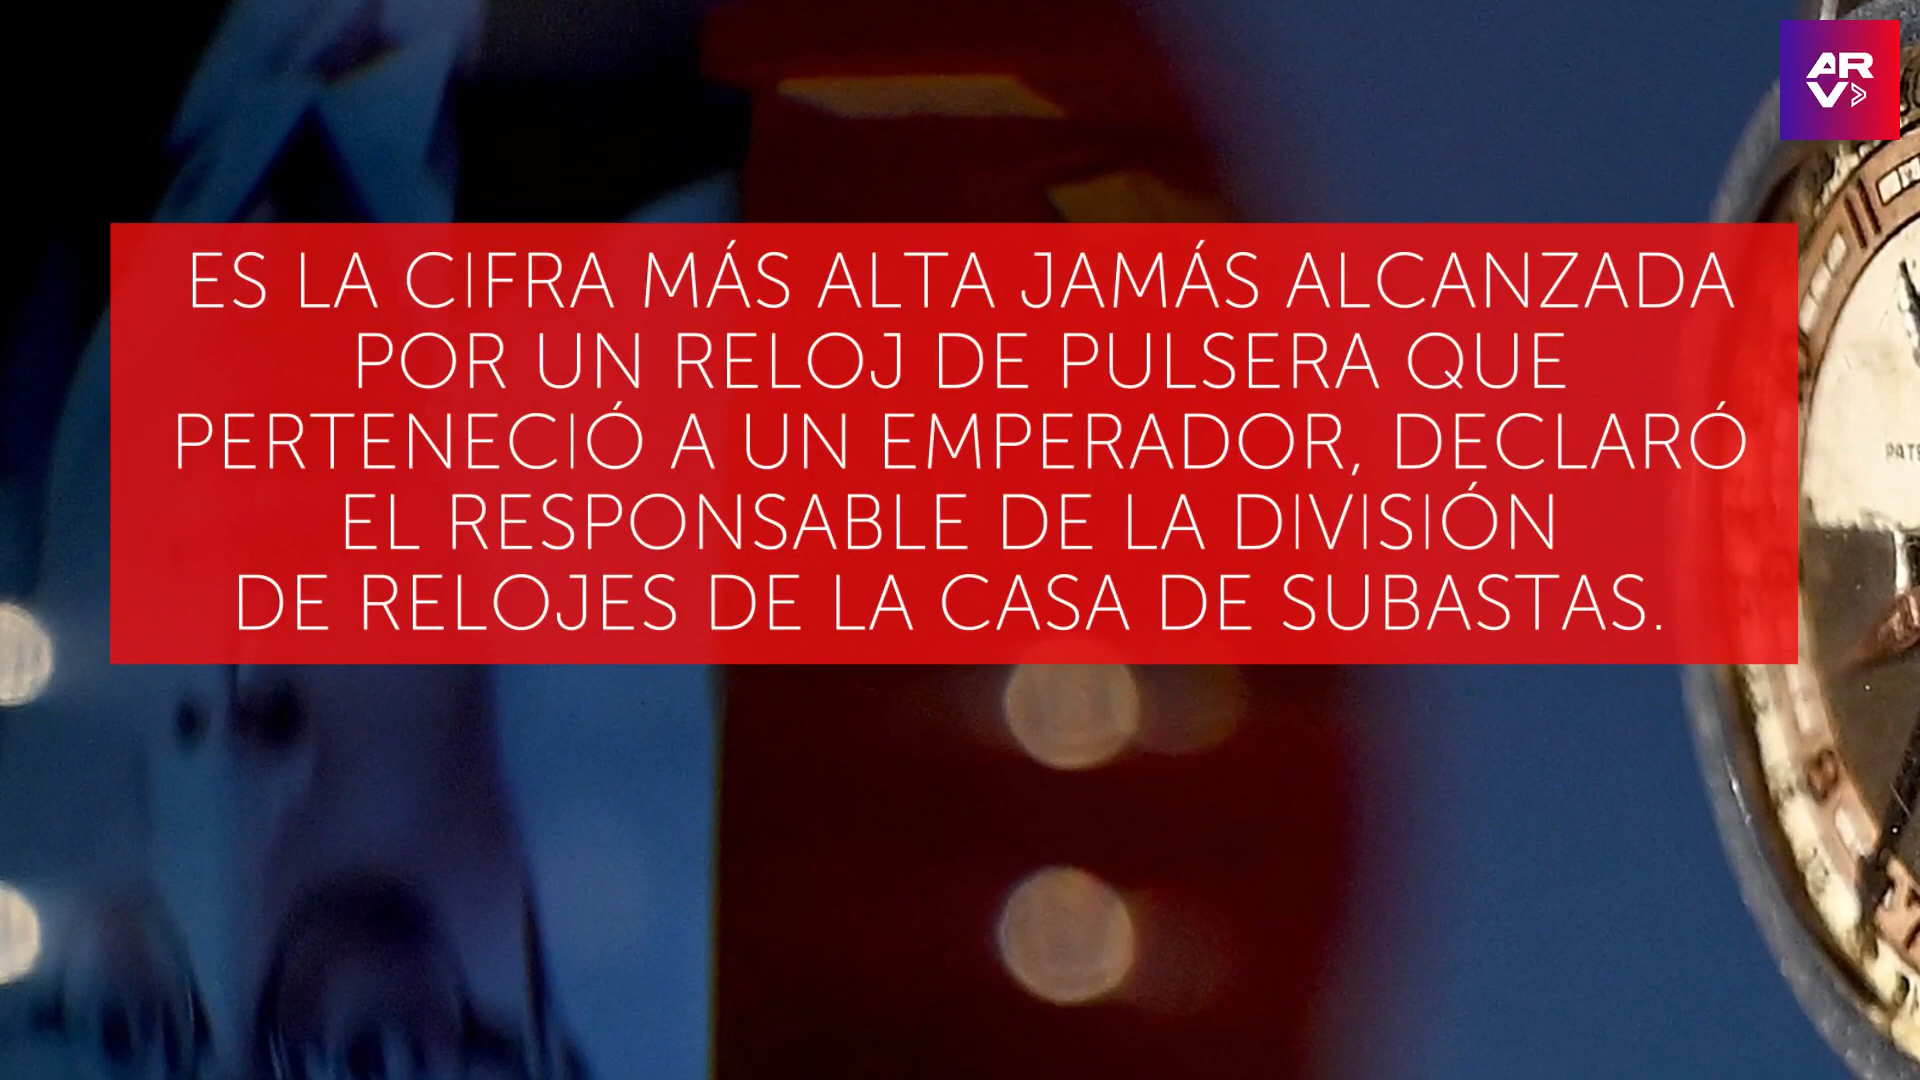 ARV
ES LA CIFRA MÁS ALTA JAMÁS ALCANZADA
POR UN RELOJ DE PULSERA QUE
PERTENECIÓ A UN EMPERADOR, DECLARÓ
EL RESPONSABLE DE LA DIVISIÓN
DE RELOJES DE LA CASA DE SUBASTAS.
PATE